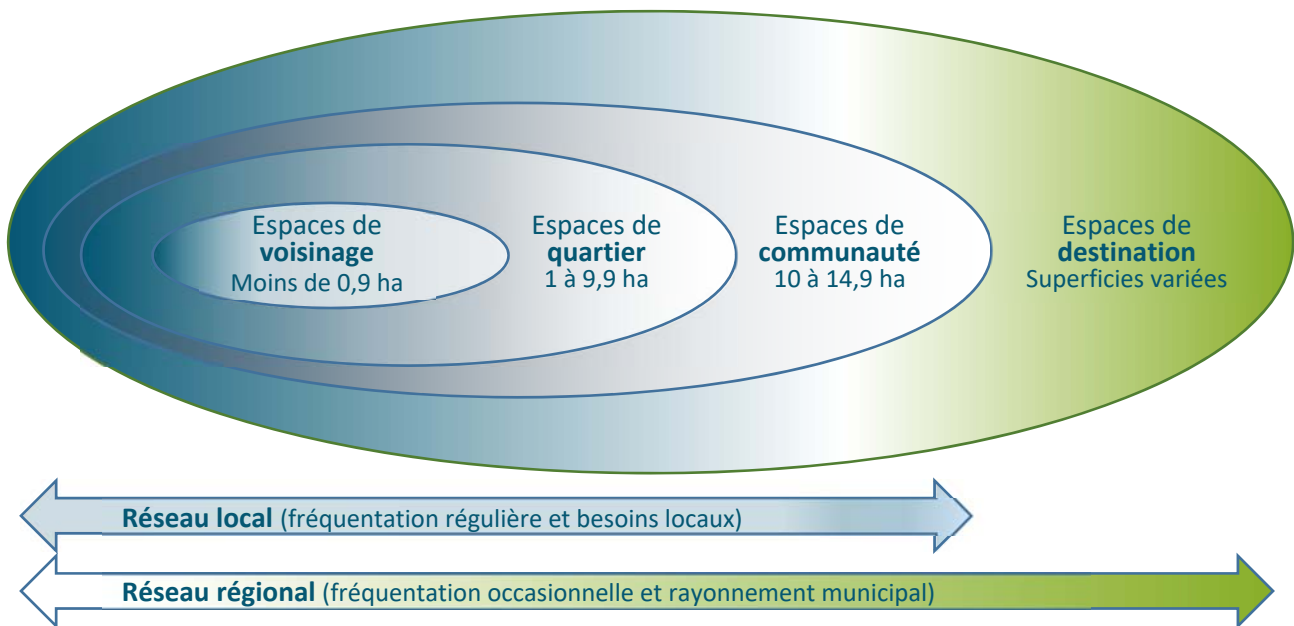 Espaces de
voisinage
Moins de 0,9 ha
Espaces de
quartier
1 à 9,9 ha
Espaces de
communauté
10 à 14,9 ha
Espaces de
destination
Superficies variées
Réseau local (fréquentation régulière et besoins locaux)
Réseau régional (fréquentation occasionnelle et rayonnement municipal)